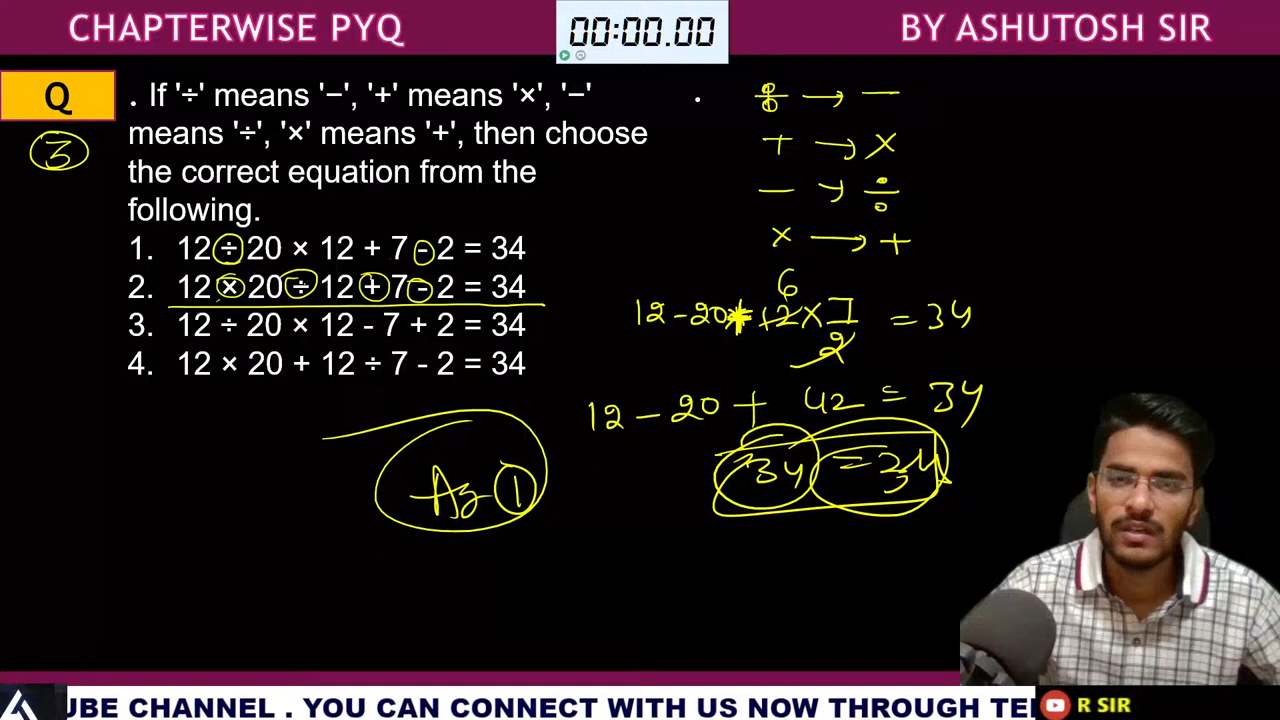 CHAPTERWISE PYQ
00:00.00
BY ASHUTOSH SIR
Q
3
. If '÷' means '−', '+' means '×', '−'
means '÷', '×' means '+', then choose
the correct equation from the
following.
1. 12 ÷ 20 × 12 + 7 - 2 = 34
2. 12 × 20 ÷ 12 + 7 - 2 = 34
3. 12 ÷ 20 × 12 - 7 + 2 = 34
4. 12 × 20 + 12 ÷ 7 - 2 = 34
÷ → −
+ → ×
− → ÷
× → +
6
12 - 20 + 12 × 7 = 34
2
12 - 20 + 42 = 34
34 = 34
①
UBE CHANNEL . YOU CAN CONNECT WITH US NOW THROUGH TE
R SIR